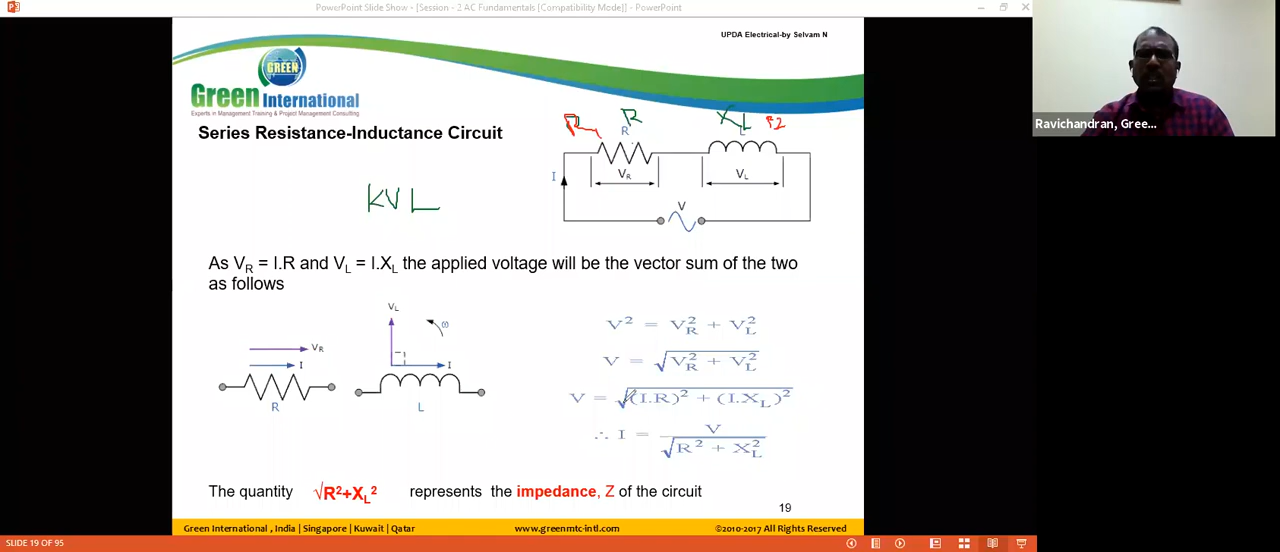 PowerPoint Slide Show - [Session - 2 AC Fundamentals [Compatibility Mode]] - PowerPoint
UPDA Electrical-by Selvam N
GREEN
Green International
Experts in Management Training & Project Management Consulting
Ravichandran, Gree...
Series Resistance-Inductance Circuit
R1 R XL r2
R L
I VR VL
V
KVL
As VR = I.R and VL = I.XL the applied voltage will be the vector sum of the two
as follows
VL
ω
VR
I I
R L
V² = VR² + VL²
V = √(VR² + VL²)
V = √((I.R)² + (I.XL)²)
∴ I = V / √(R² + XL²)
The quantity √R²+XL² represents the impedance, Z of the circuit
19
Green International , India | Singapore | Kuwait | Qatar www.greenmtc-intl.com ©2010-2017 All Rights Reserved
SLIDE 19 OF 95